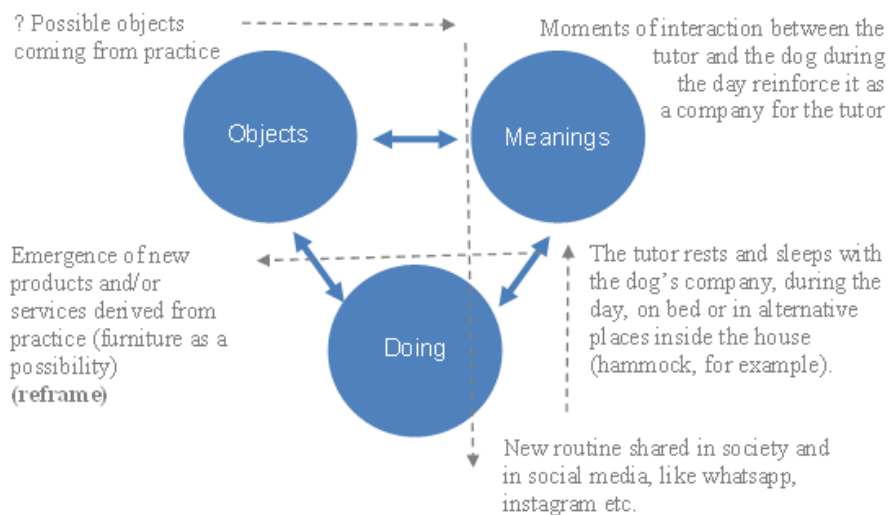 ? Possible objects
coming from practice
Moments of interaction between the
tutor and the dog during
the day reinforce it as
a company for the tutor
Objects
Meanings
Emergence of new
products and/or
services derived from
practice (furniture as a
possibility)
(reframe)
The tutor rests and sleeps with
the dog's company, during the
day, on bed or in alternative
places inside the house
(hammock, for example).
Doing
New routine shared in society and
in social media, like whatsapp,
instagram etc.